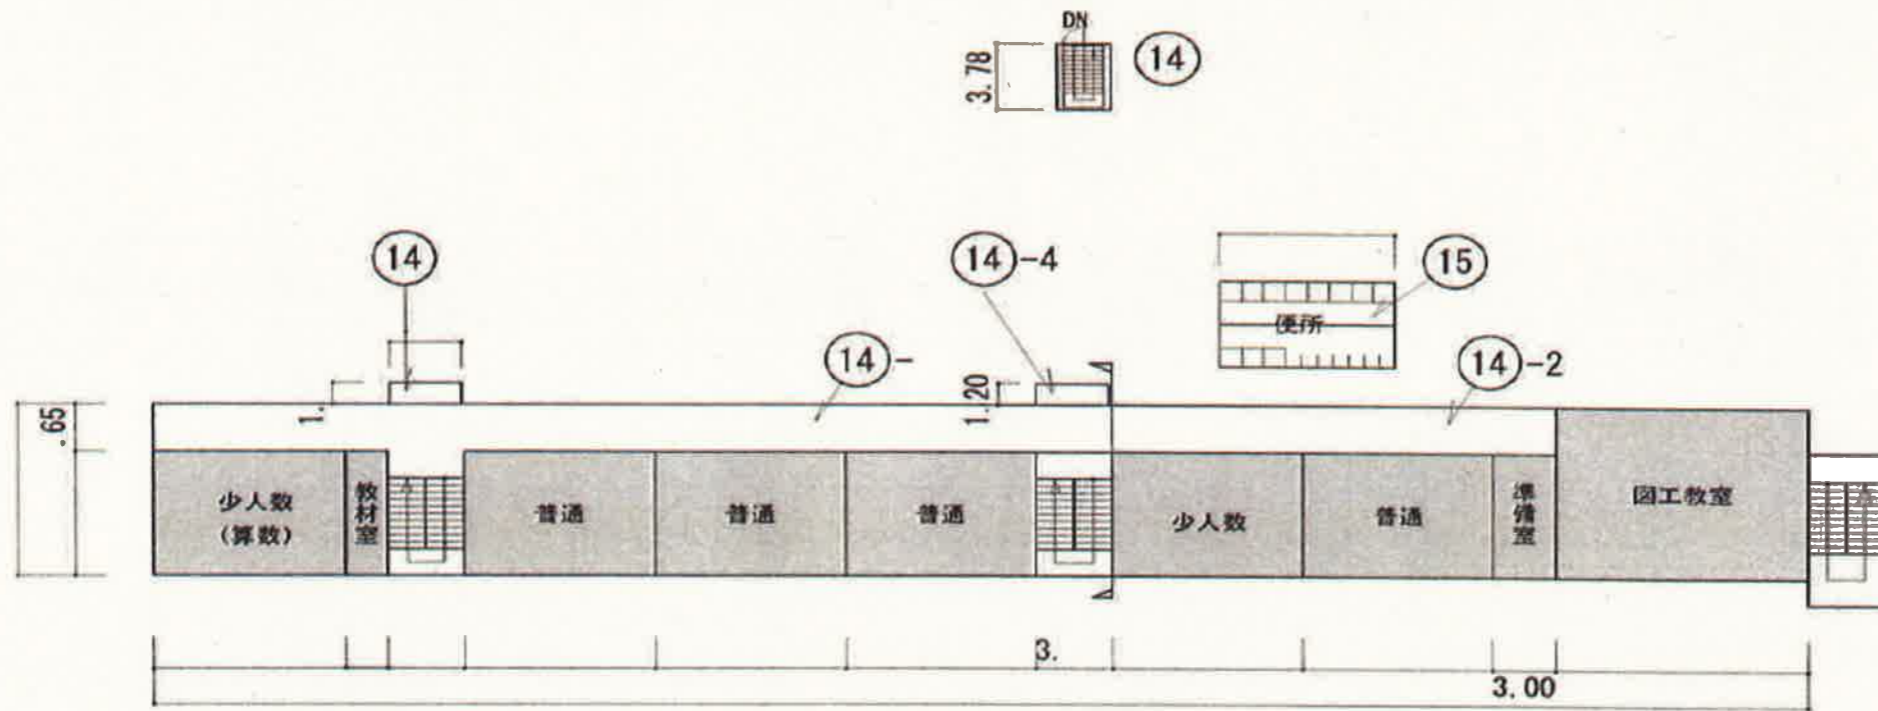 DN
3.78
14
14
14-4
15
便所
14-
14-2
.65
1.
1.20
少人数
(算数)
教材室
普通
普通
普通
少人数
普通
準備室
図工教室
3.
3.00